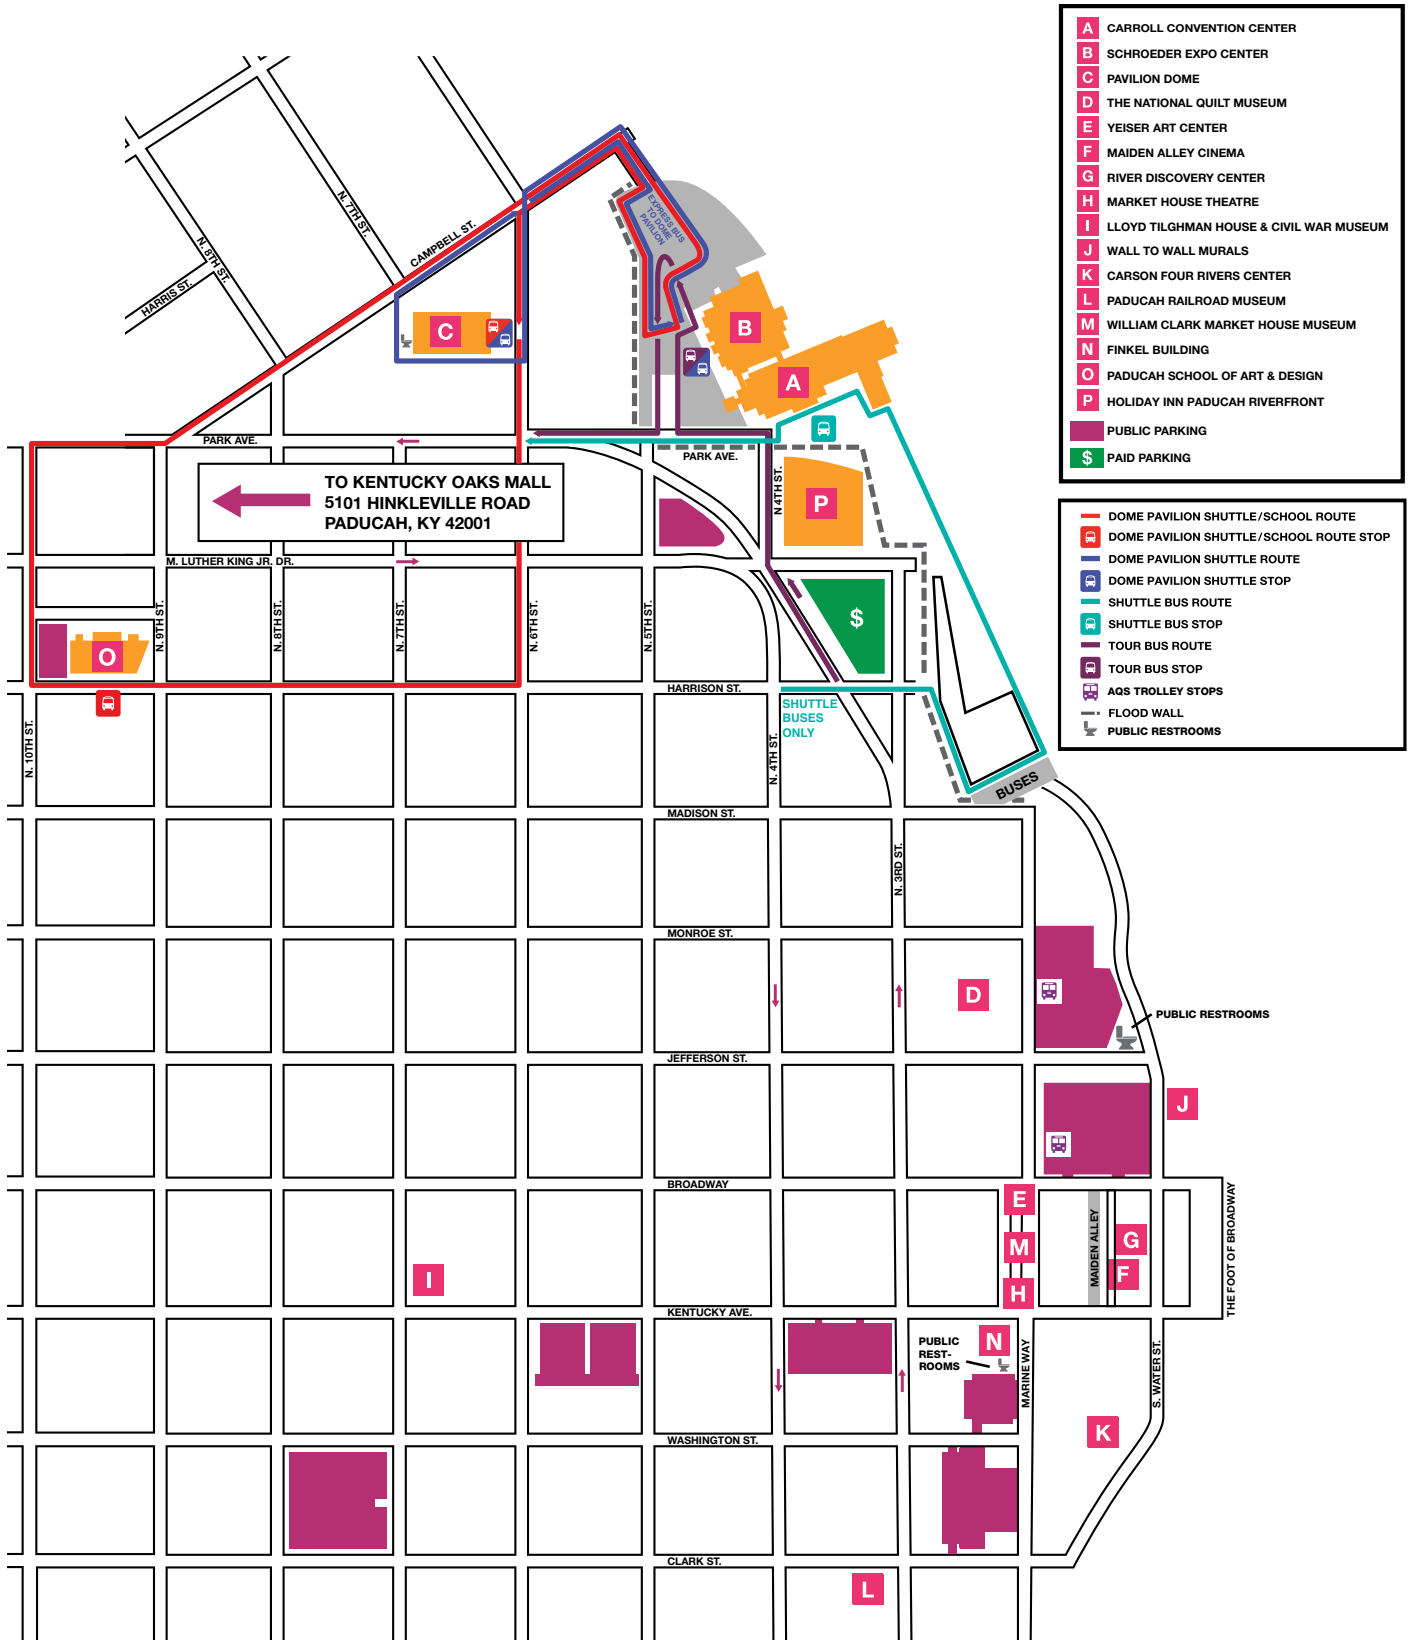 A CARROLL CONVENTION CENTER
B SCHROEDER EXPO CENTER
C PAVILION DOME
D THE NATIONAL QUILT MUSEUM
E YEISER ART CENTER
F MAIDEN ALLEY CINEMA
G RIVER DISCOVERY CENTER
H MARKET HOUSE THEATRE
I LLOYD TILGHMAN HOUSE & CIVIL WAR MUSEUM
J WALL TO WALL MURALS
K CARSON FOUR RIVERS CENTER
L PADUCAH RAILROAD MUSEUM
M WILLIAM CLARK MARKET HOUSE MUSEUM
N FINKEL BUILDING
O PADUCAH SCHOOL OF ART & DESIGN
P HOLIDAY INN PADUCAH RIVERFRONT
PUBLIC PARKING
$ PAID PARKING
DOME PAVILION SHUTTLE/SCHOOL ROUTE
DOME PAVILION SHUTTLE/SCHOOL ROUTE STOP
DOME PAVILION SHUTTLE ROUTE
DOME PAVILION SHUTTLE STOP
SHUTTLE BUS ROUTE
SHUTTLE BUS STOP
TOUR BUS ROUTE
TOUR BUS STOP
AQS TROLLEY STOPS
FLOOD WALL
PUBLIC RESTROOMS
N. 7TH ST.
N. 8TH ST.
HARRIS ST.
CAMPBELL ST.
EXPRESS BUS
TO DOME
PAVILION
C
B
A
PARK AVE.
PARK AVE.
TO KENTUCKY OAKS MALL
5101 HINKLEVILLE ROAD
PADUCAH, KY 42001
N 4TH ST.
P
M. LUTHER KING JR. DR.
N. 9TH ST.
N. 8TH ST.
N. 7TH ST.
N. 6TH ST.
N. 5TH ST.
$
O
HARRISON ST.
SHUTTLE
BUSES
ONLY
N. 10TH ST.
N. 4TH ST.
BUSES
MADISON ST.
N. 3RD ST.
MONROE ST.
D
PUBLIC RESTROOMS
JEFFERSON ST.
J
BROADWAY
E
M
H
MAIDEN ALLEY
G
F
THE FOOT OF BROADWAY
I
KENTUCKY AVE.
PUBLIC
REST-
ROOMS
N
MARINE WAY
S. WATER ST.
K
WASHINGTON ST.
CLARK ST.
L